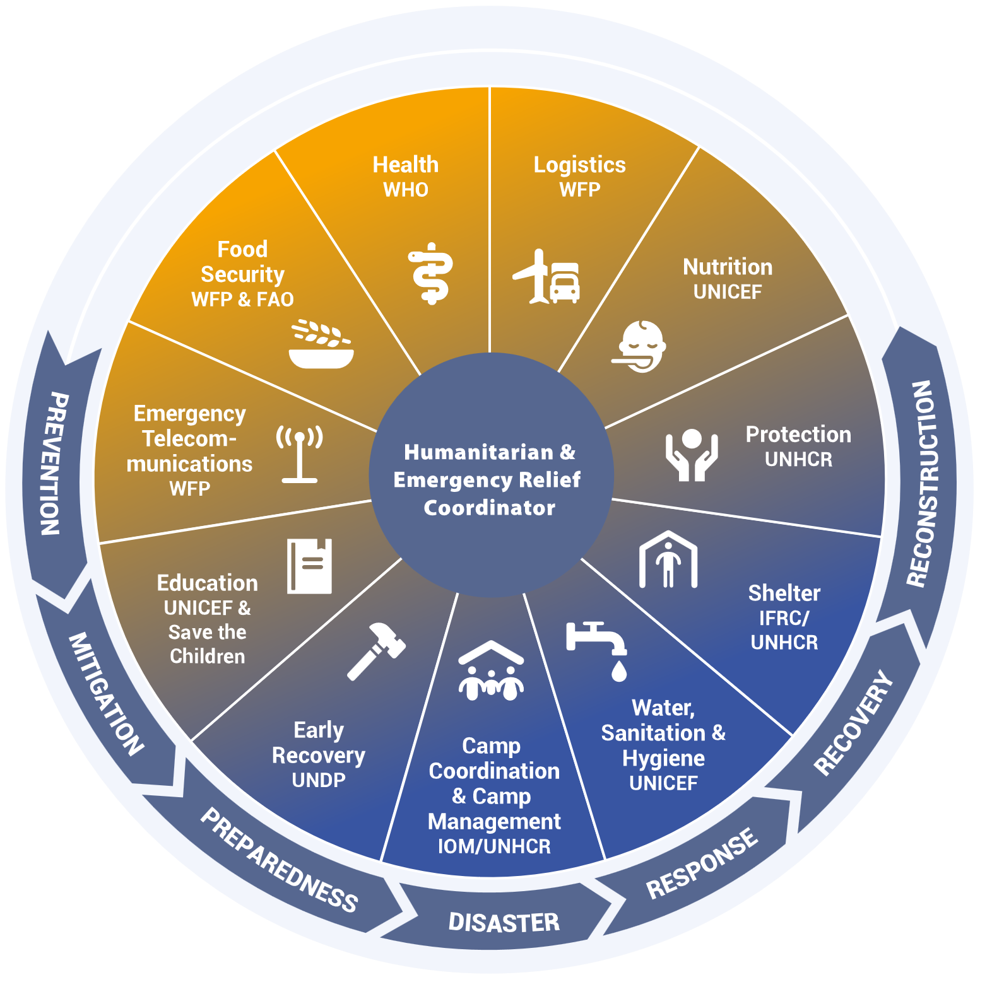 Humanitarian &
Emergency Relief
Coordinator
Health
WHO
Logistics
WFP
Nutrition
UNICEF
Protection
UNHCR
Shelter
IFRC/
UNHCR
Water,
Sanitation &
Hygiene
UNICEF
Camp
Coordination
& Camp
Management
IOM/UNHCR
Early
Recovery
UNDP
Education
UNICEF &
Save the
Children
Emergency
Telecom-
munications
WFP
Food
Security
WFP & FAO
PREVENTION
MITIGATION
PREPAREDNESS
DISASTER
RESPONSE
RECOVERY
RECONSTRUCTION